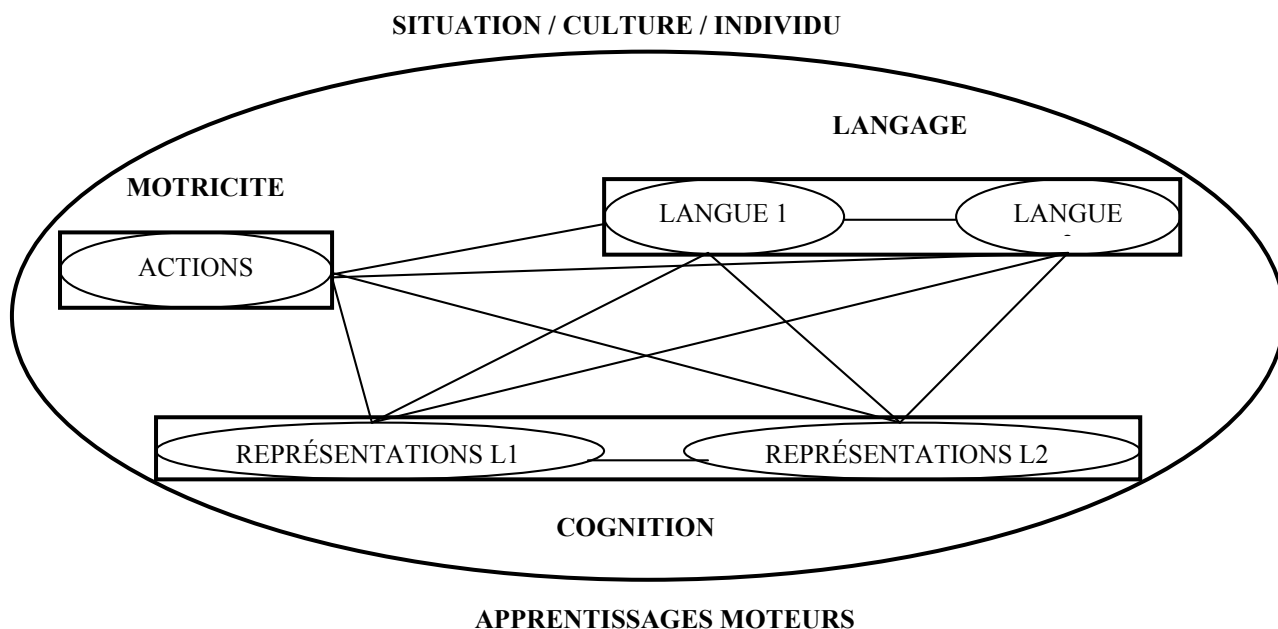 SITUATION / CULTURE / INDIVIDU
LANGAGE
MOTRICITE
LANGUE 1
LANGUE
ACTIONS
REPRÉSENTATIONS L1
REPRÉSENTATIONS L2
COGNITION
APPRENTISSAGES MOTEURS